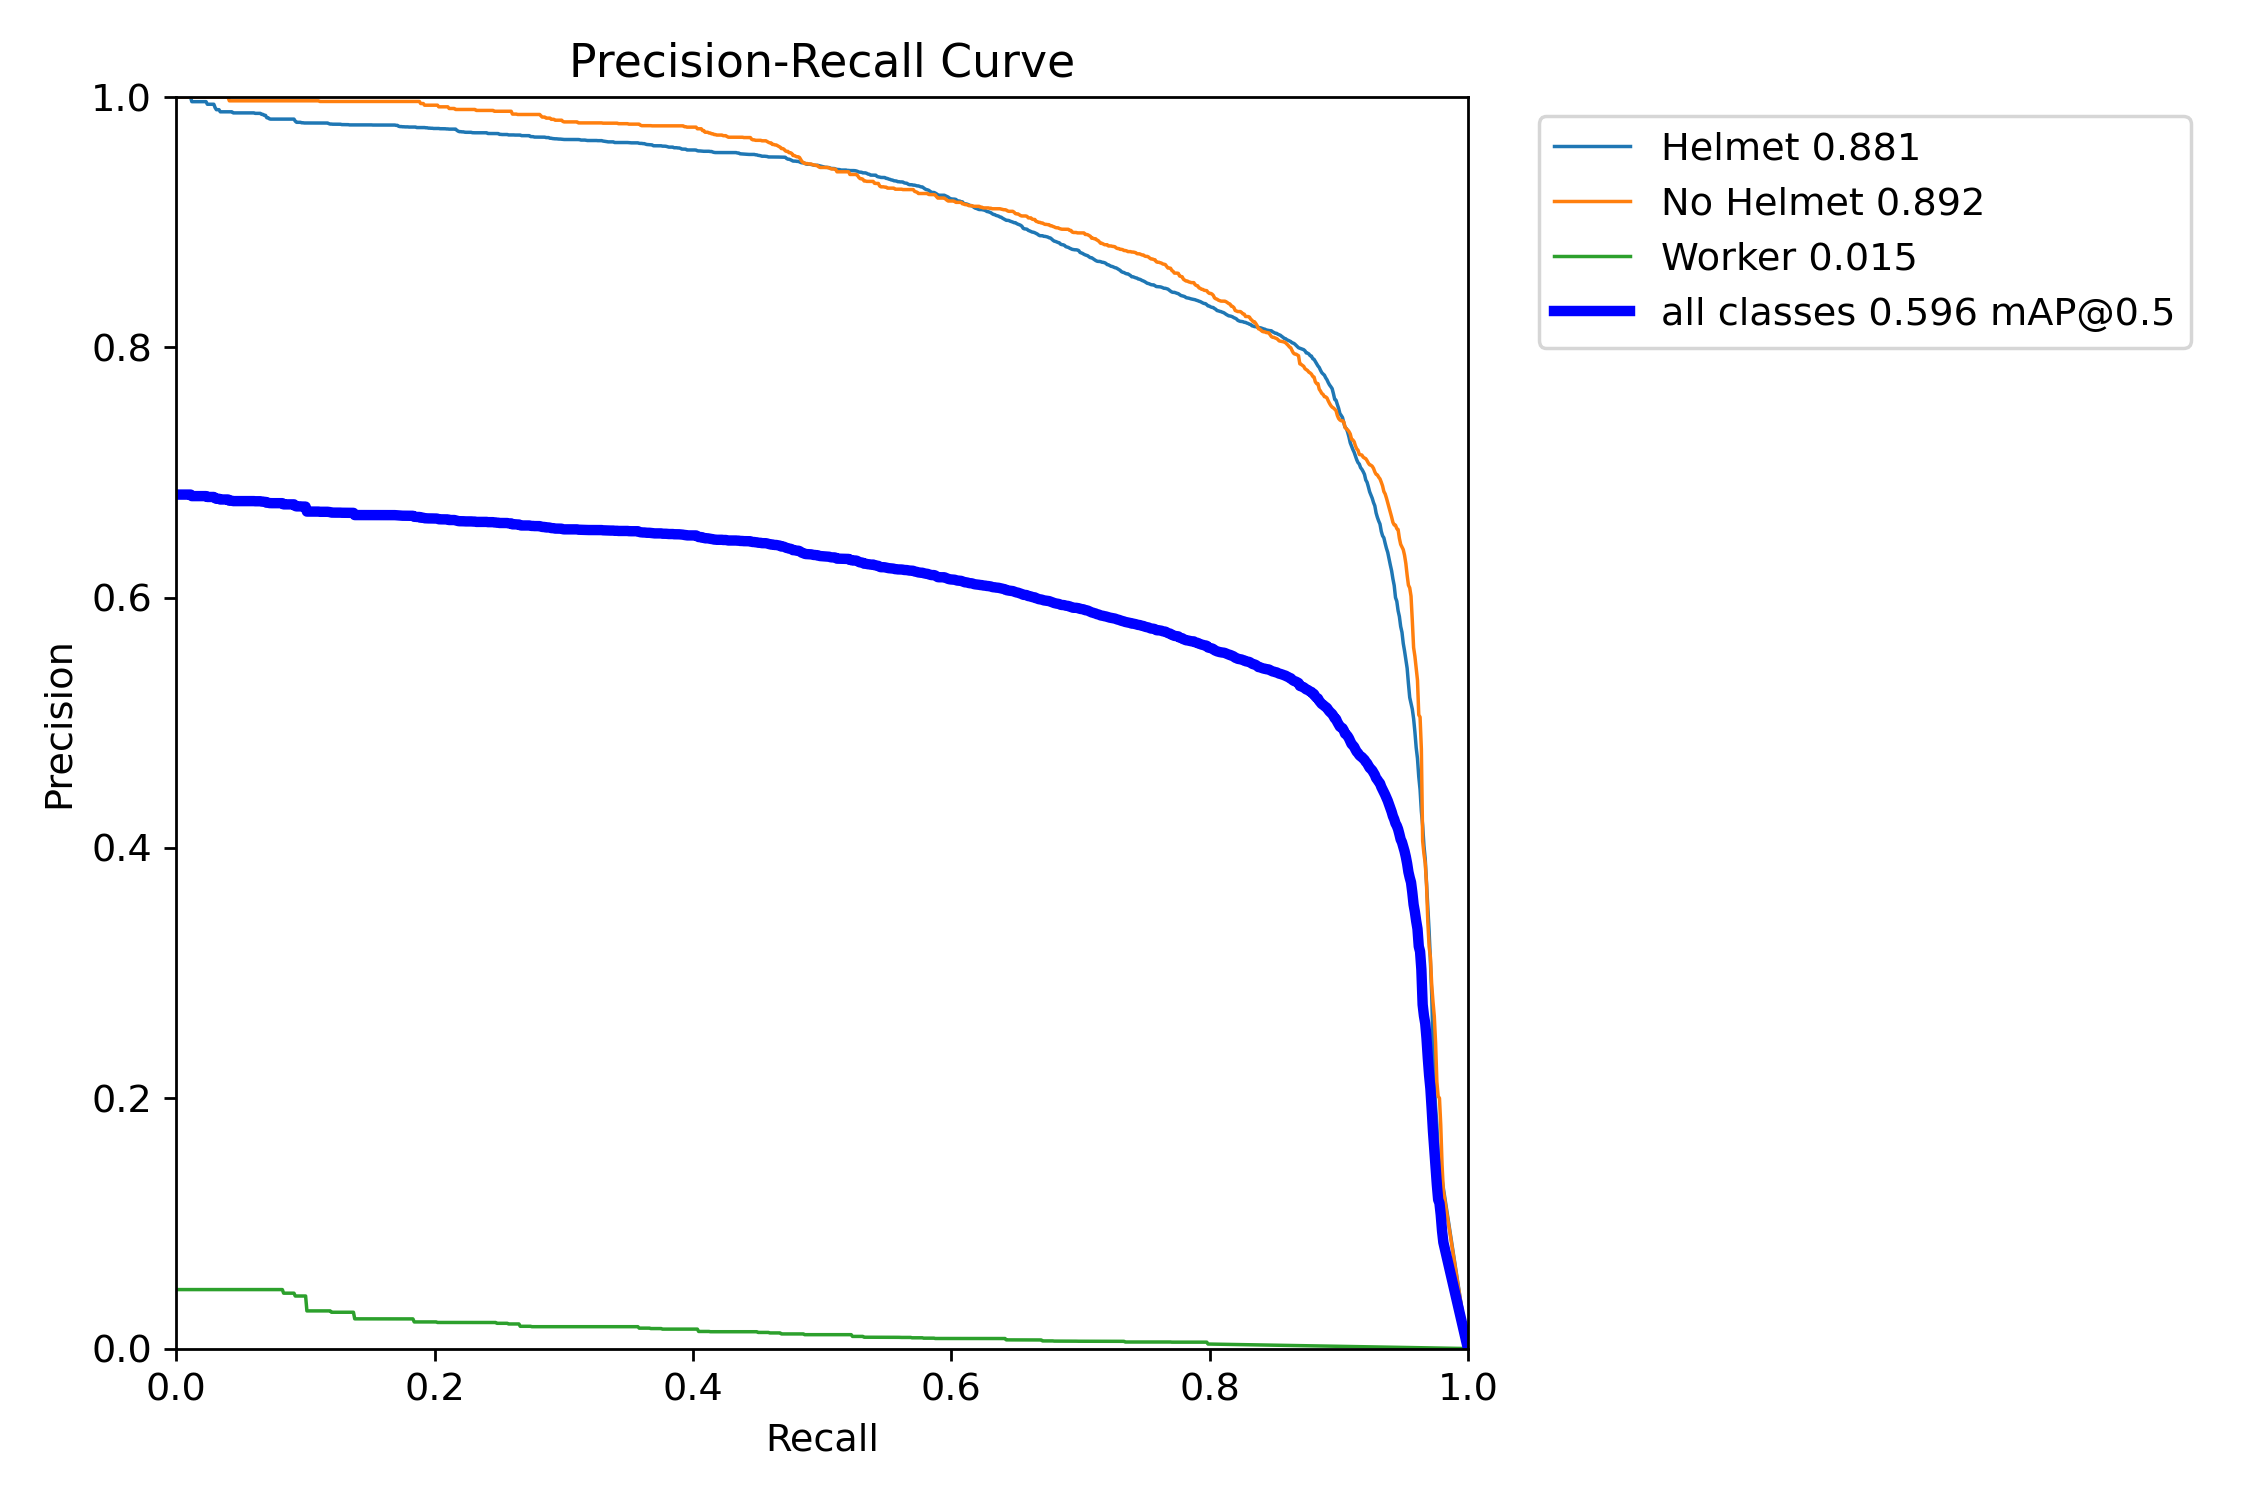 Precision-Recall Curve
1.0
0.8
0.6
0.4
0.2
0.0
Precision
0.0 0.2 0.4 0.6 0.8 1.0
Recall
Helmet 0.881
No Helmet 0.892
Worker 0.015
all classes 0.596 mAP@0.5